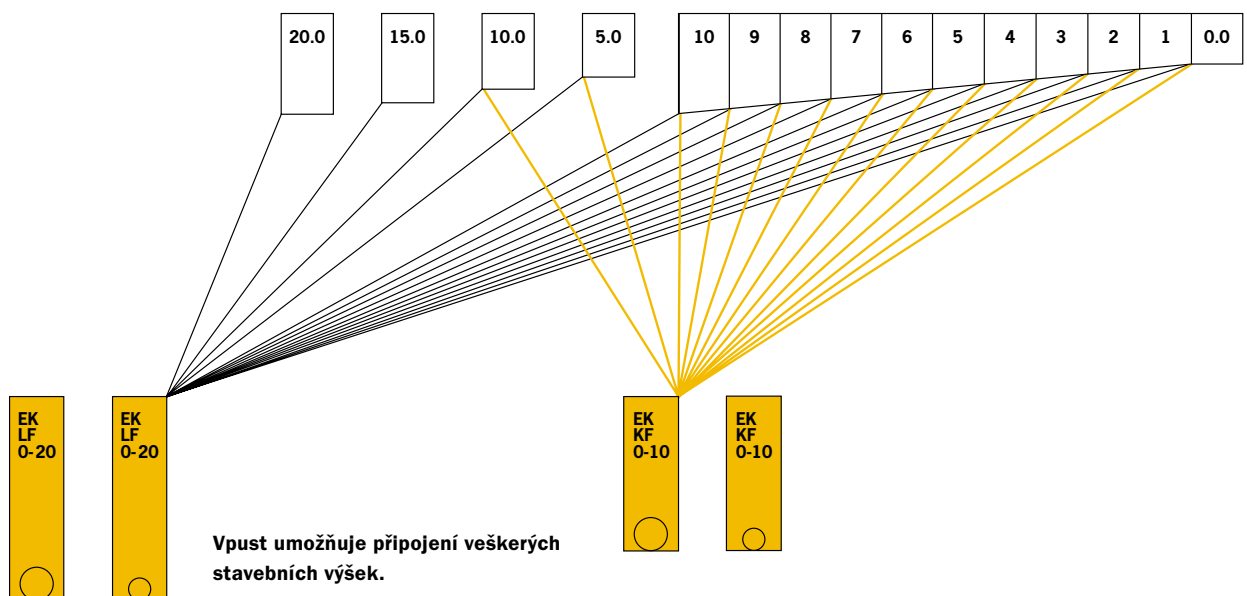 20.0 15.0 10.0 5.0 10 9 8 7 6 5 4 3 2 1 0.0
EK
LF
0-20
EK
LF
0-20
EK
KF
0-10
EK
KF
0-10
Vpust umožňuje připojení veškerých
stavebních výšek.